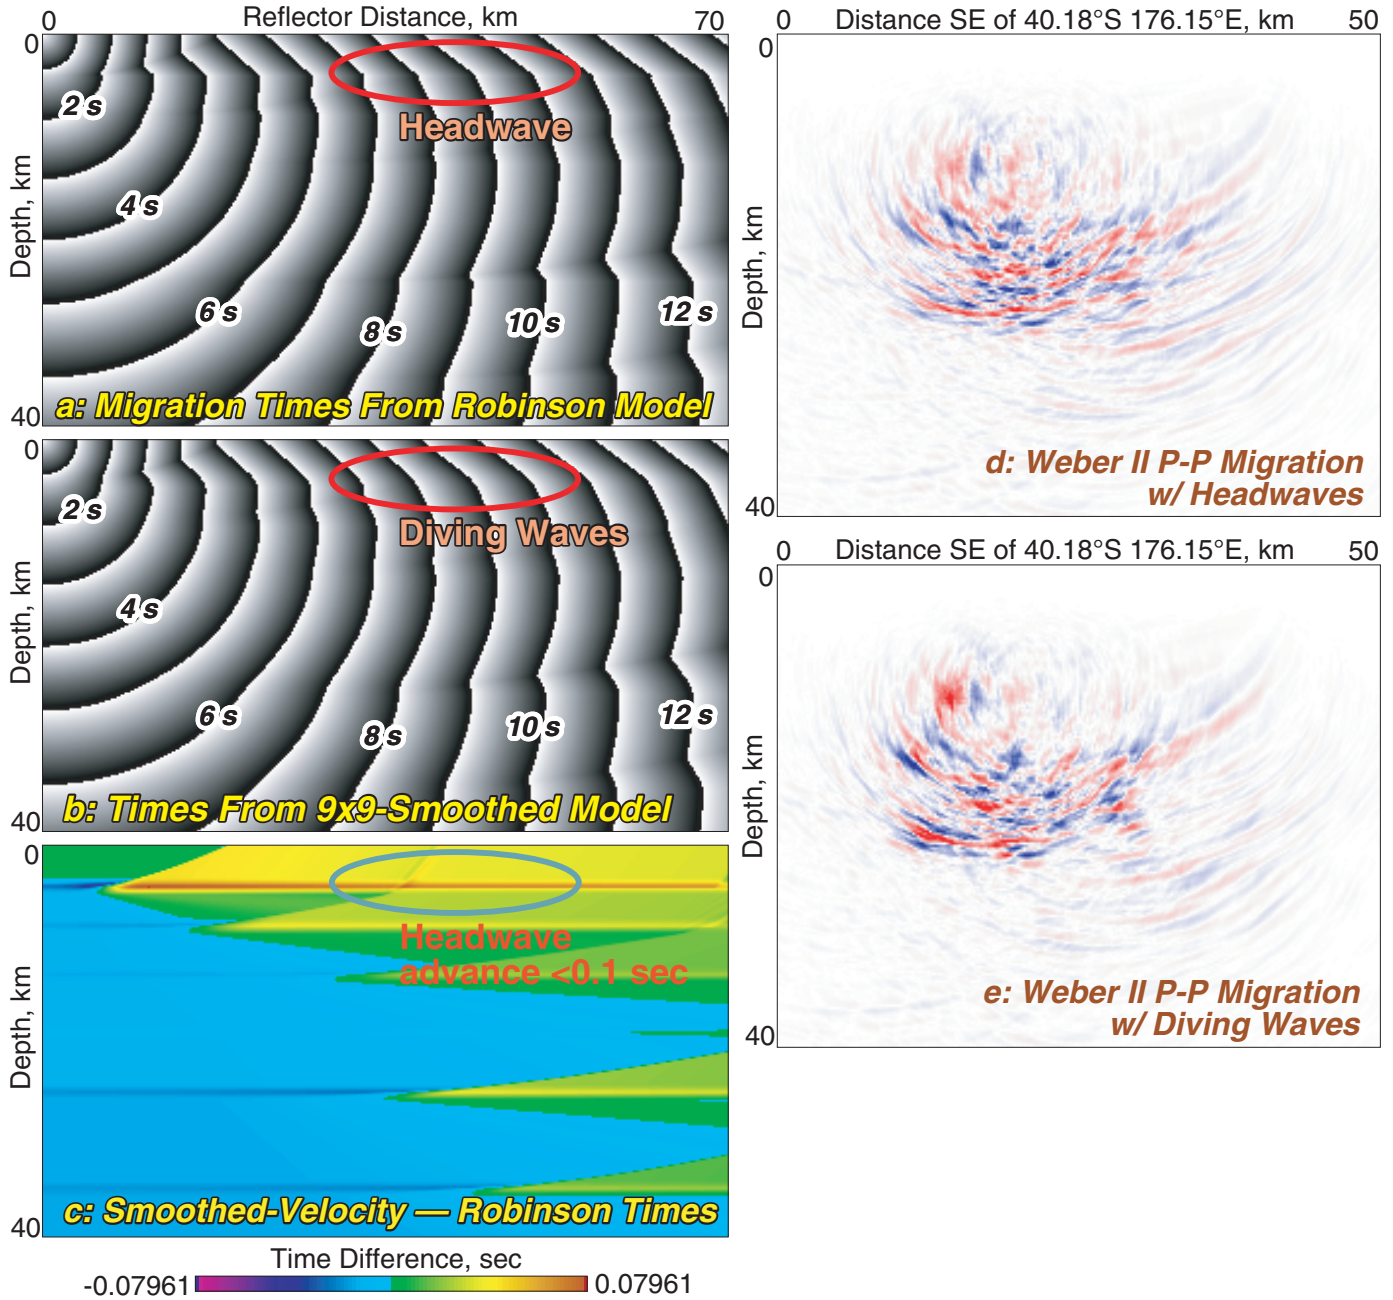 0 Reflector Distance, km 70
0
Depth, km
2 s
4 s
6 s
8 s
10 s
12 s
Headwave
40
a: Migration Times From Robinson Model
0
Depth, km
2 s
4 s
6 s
8 s
10 s
12 s
Diving Waves
40
b: Times From 9x9-Smoothed Model
0
Depth, km
Headwave
advance <0.1 sec
40
c: Smoothed-Velocity — Robinson Times
Time Difference, sec
-0.07961 0.07961
0 Distance SE of 40.18°S 176.15°E, km 50
0
Depth, km
40
d: Weber II P-P Migration
w/ Headwaves
0 Distance SE of 40.18°S 176.15°E, km 50
0
Depth, km
40
e: Weber II P-P Migration
w/ Diving Waves